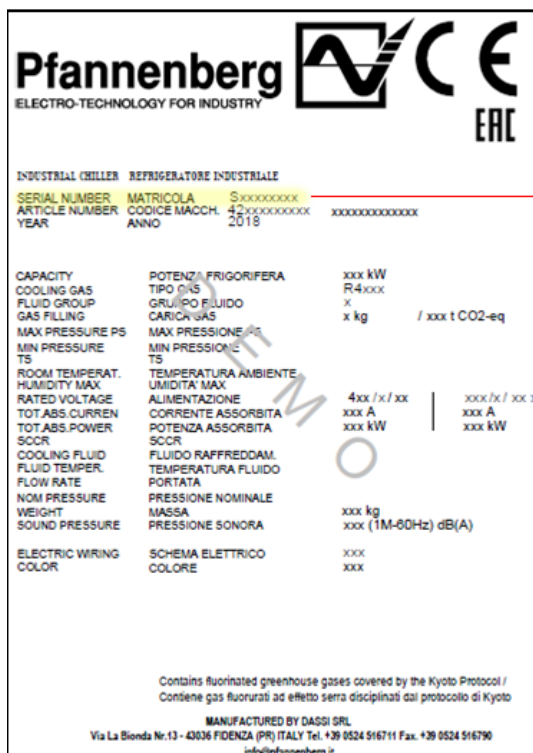 Pfannenberg
ELECTRO-TECHNOLOGY FOR INDUSTRY
CE
EAC
INDUSTRIAL CHILLER REFRIGERATORE INDUSTRIALE
SERIAL NUMBER MATRICOLA Sxxxxxxxx
ARTICLE NUMBER CODICE MACCH. 42xxxxxxxxx xxxxxxxxxxxxx
YEAR ANNO 2018
CAPACITY POTENZA FRIGORIFERA xxx kW
COOLING GAS TIPO GAS R4xxx
FLUID GROUP GRUPPO FLUIDO x
GAS FILLING CARICA GAS x kg / xxx t CO2-eq
MAX PRESSURE PS MAX PRESSIONE PS
MIN PRESSURE MIN PRESSIONE
TS TS
ROOM TEMPERAT. TEMPERATURA AMBIENTE
HUMIDITY MAX UMIDITA' MAX
RATED VOLTAGE ALIMENTAZIONE 4xx /x / xx xxx /x / xx x
TOT.ABS.CURREN CORRENTE ASSORBITA xxx A xxx A
TOT.ABS.POWER POTENZA ASSORBITA xxx kW xxx kW
SCCR SCCR
COOLING FLUID FLUIDO RAFFREDDAM.
FLUID TEMPER. TEMPERATURA FLUIDO
FLOW RATE PORTATA
NOM PRESSURE PRESSIONE NOMINALE
WEIGHT MASSA xxx kg
SOUND PRESSURE PRESSIONE SONORA xxx (1M-60Hz) dB(A)
ELECTRIC WIRING SCHEMA ELETTRICO xxx
COLOR COLORE xxx
DEMO
Contains fluorinated greenhouse gases covered by the Kyoto Protocol /
Contiene gas fluorurati ad effetto serra disciplinati dal protocollo di Kyoto
MANUFACTURED BY DASSI SRL
Via La Bionda Nr.13 - 43036 FIDENZA (PR) ITALY Tel. +39 0524 516711 Fax. +39 0524 516790
info@pfannenberg.it